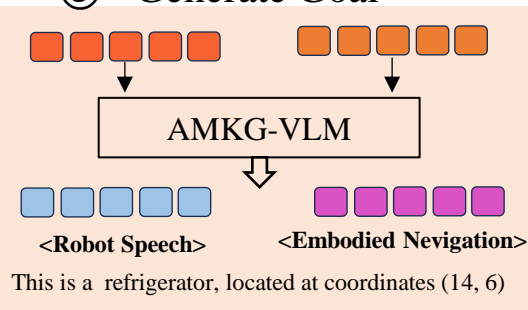 Generate Goal
AMKG-VLM
<Robot Speech>
<Embodied Nevigation>
This is a refrigerator, located at coordinates (14, 6)